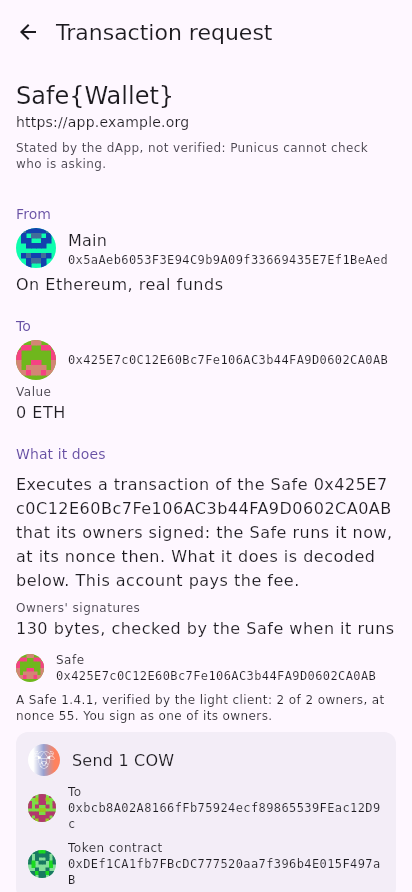 Transaction request
Safe{Wallet}
https://app.example.org
Stated by the dApp, not verified: Punicus cannot check
who is asking.
From
Main
0x5aAeb6053F3E94C9b9A09f33669435E7Ef1BeAed
On Ethereum, real funds
To
0x425E7c0C12E60Bc7Fe106AC3b44FA9D0602CA0AB
Value
0 ETH
What it does
Executes a transaction of the Safe 0x425E7
c0C12E60Bc7Fe106AC3b44FA9D0602CA0AB
that its owners signed: the Safe runs it now,
at its nonce then. What it does is decoded
below. This account pays the fee.
Owners' signatures
130 bytes, checked by the Safe when it runs
Safe
0x425E7c0C12E60Bc7Fe106AC3b44FA9D0602CA0AB
A Safe 1.4.1, verified by the light client: 2 of 2 owners, at
nonce 55. You sign as one of its owners.
Send 1 COW
To
0xbcb8A02A8166fFb75924ecf89865539FEac12D9
c
Token contract
0xDEf1CA1fb7FBcDC777520aa7f396b4E015F497a
B